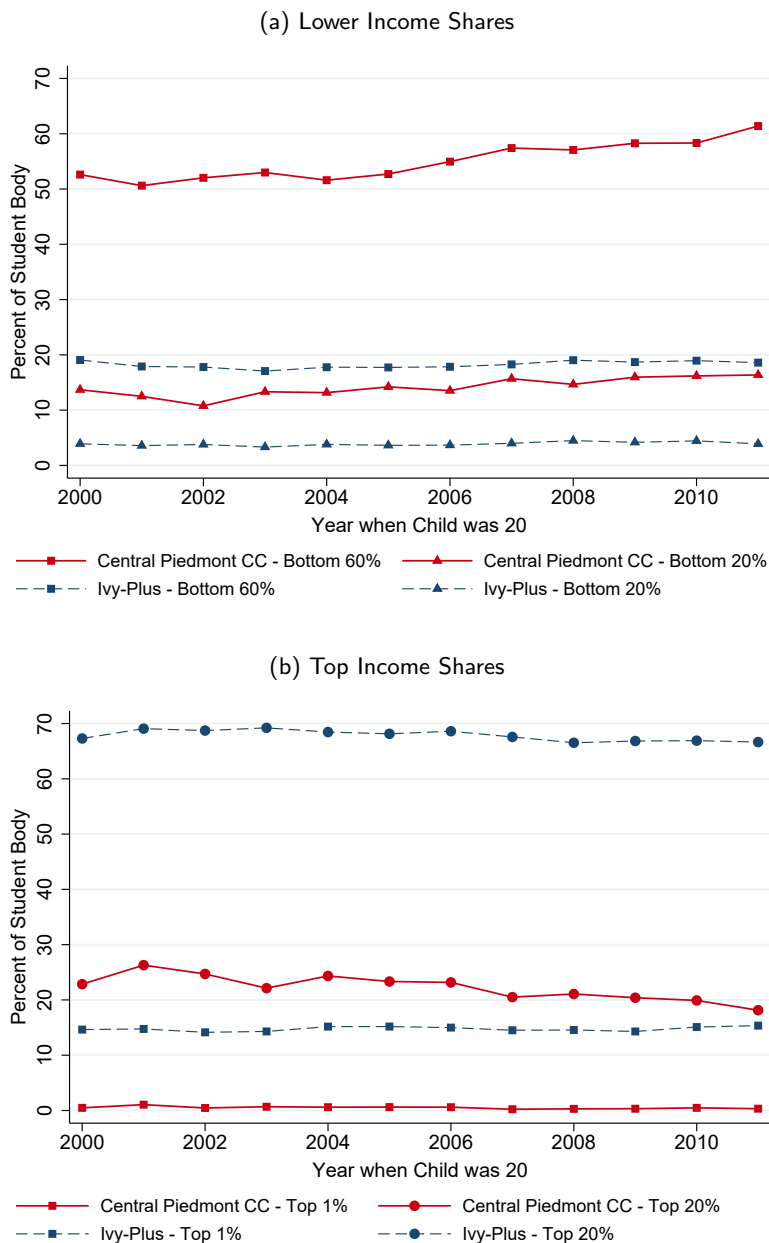 (a) Lower Income Shares
70
60
50
40
30
20
10
0
Percent of Student Body
2000 2002 2004 2006 2008 2010
Year when Child was 20
Central Piedmont CC - Bottom 60% Central Piedmont CC - Bottom 20%
Ivy-Plus - Bottom 60% Ivy-Plus - Bottom 20%
(b) Top Income Shares
70
60
50
40
30
20
10
0
Percent of Student Body
2000 2002 2004 2006 2008 2010
Year when Child was 20
Central Piedmont CC - Top 1% Central Piedmont CC - Top 20%
Ivy-Plus - Top 1% Ivy-Plus - Top 20%